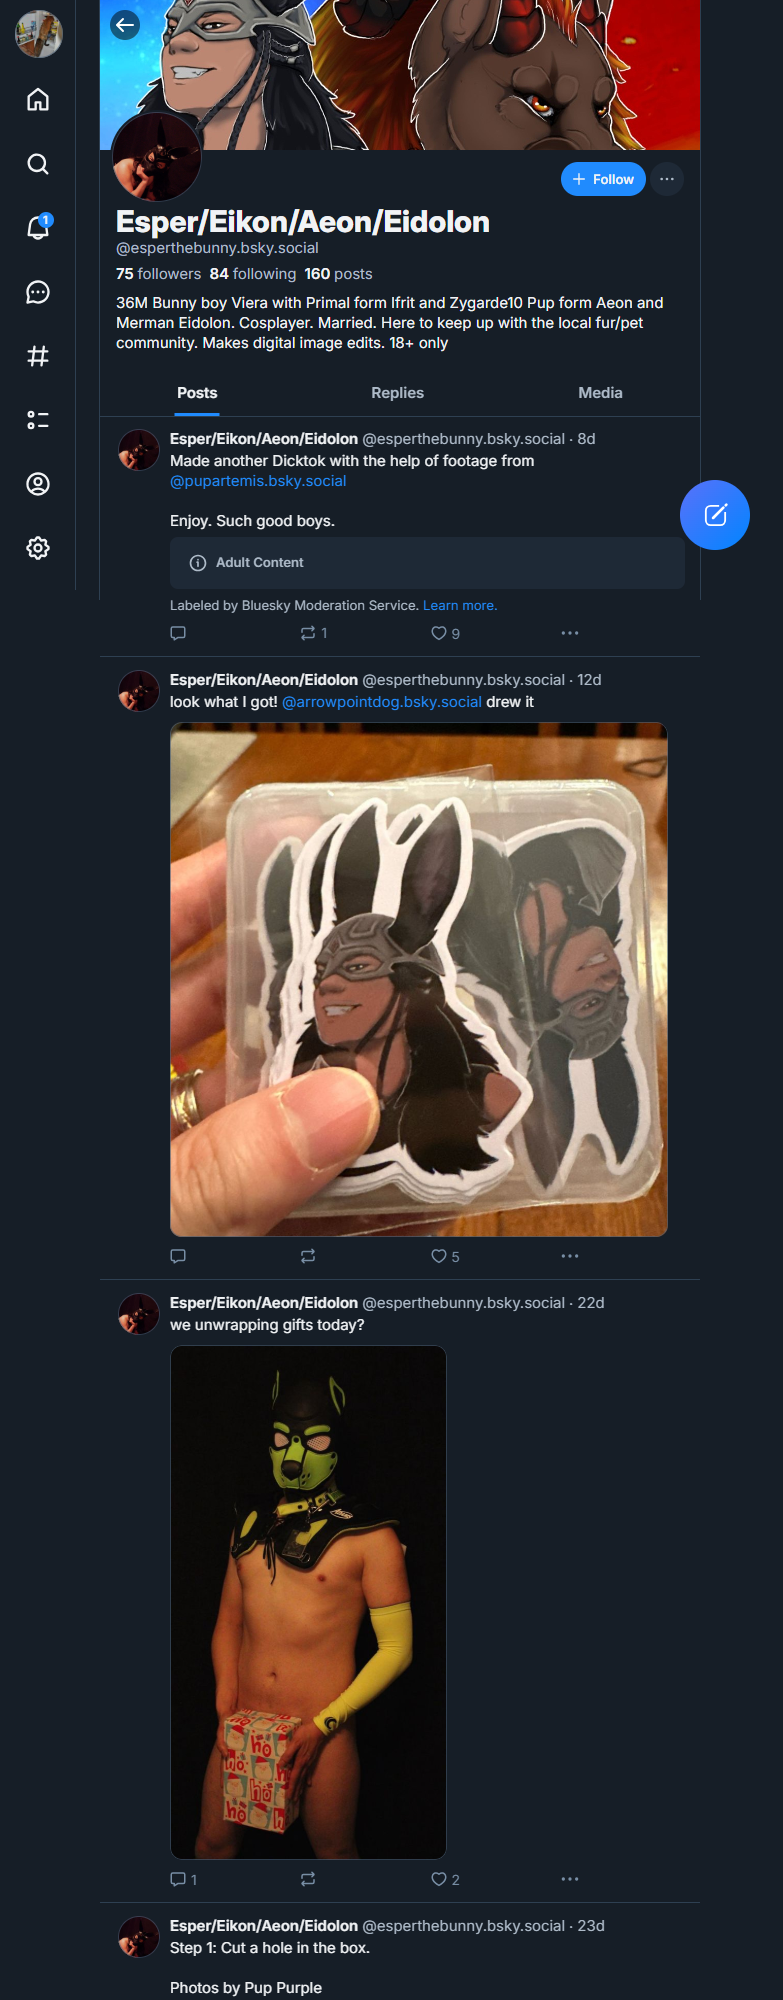 1
Follow
Esper/Eikon/Aeon/Eidolon
@esperthebunny.bsky.social
75 followers 84 following 160 posts
36M Bunny boy Viera with Primal form Ifrit and Zygarde10 Pup form Aeon and
Merman Eidolon. Cosplayer. Married. Here to keep up with the local fur/pet
community. Makes digital image edits. 18+ only
Posts Replies Media
Esper/Eikon/Aeon/Eidolon @esperthebunny.bsky.social · 8d
Made another Dicktok with the help of footage from
@pupartemis.bsky.social
Enjoy. Such good boys.
Adult Content
Labeled by Bluesky Moderation Service. Learn more.
1 9
Esper/Eikon/Aeon/Eidolon @esperthebunny.bsky.social · 12d
look what I got! @arrowpointdog.bsky.social drew it
5
Esper/Eikon/Aeon/Eidolon @esperthebunny.bsky.social · 22d
we unwrapping gifts today?
ho
ho
ho
ho
1 2
Esper/Eikon/Aeon/Eidolon @esperthebunny.bsky.social · 23d
Step 1: Cut a hole in the box.
Photos by Pup Purple